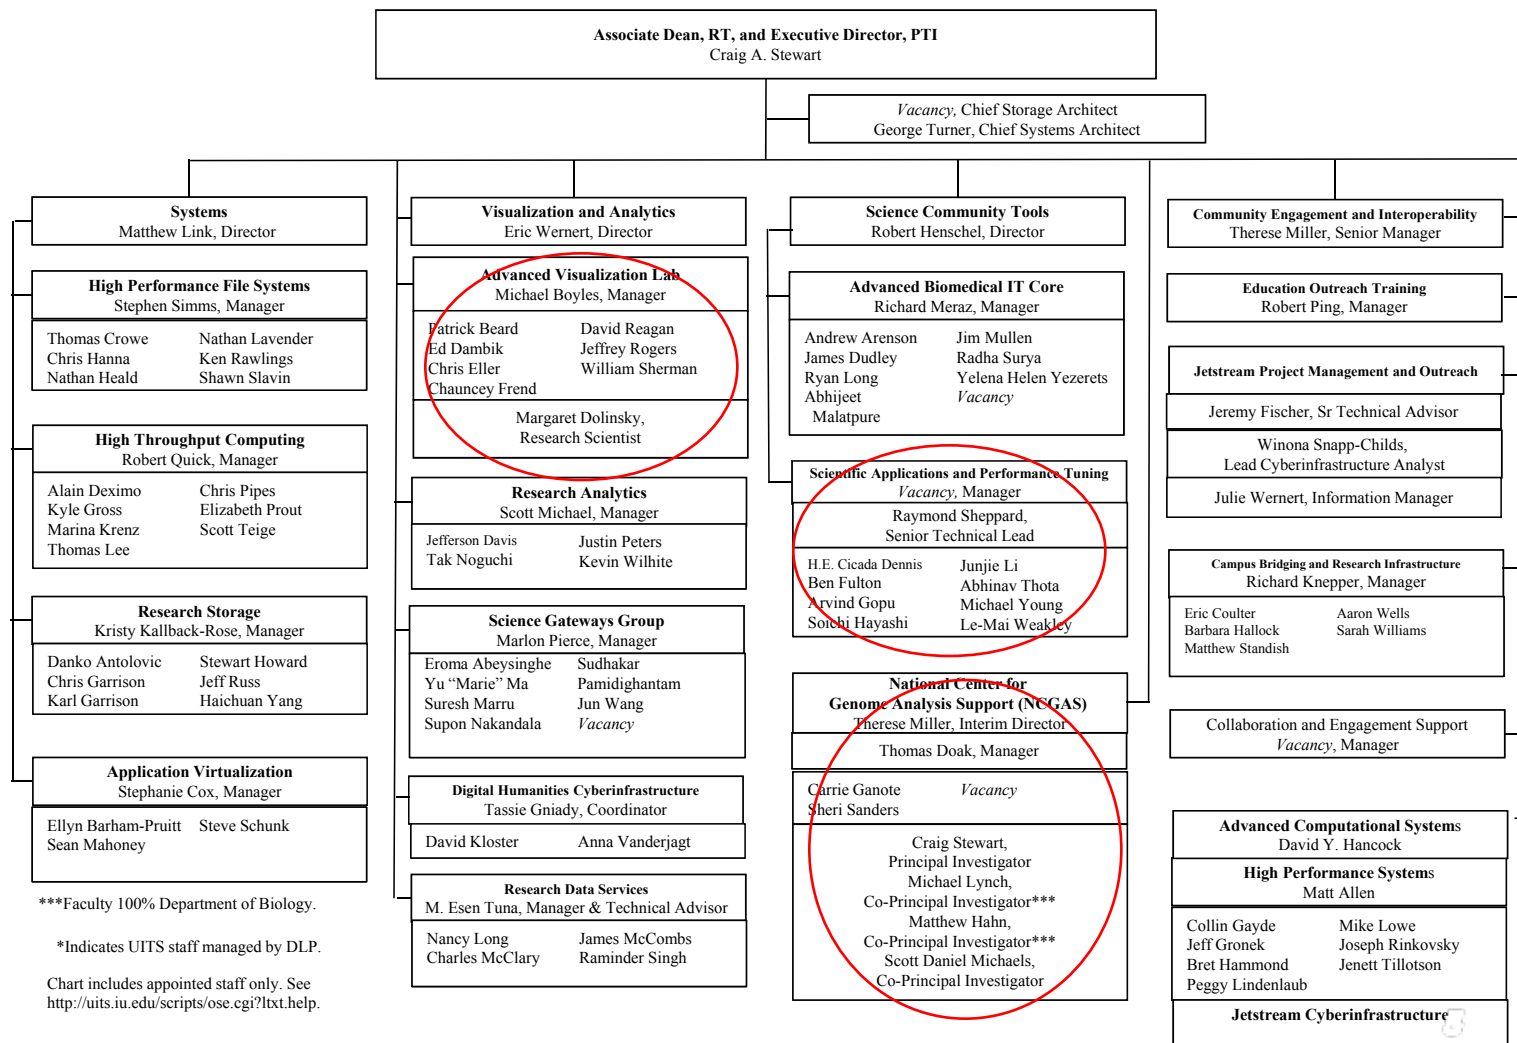 Associate Dean, RT, and Executive Director, PTI
Craig A. Stewart
Vacancy, Chief Storage Architect
George Turner, Chief Systems Architect
Systems
Matthew Link, Director
High Performance File Systems
Stephen Simms, Manager
Thomas Crowe
Chris Hanna
Nathan Heald
Nathan Lavender
Ken Rawlings
Shawn Slavin
High Throughput Computing
Robert Quick, Manager
Alain Deximo
Kyle Gross
Marina Krenz
Thomas Lee
Chris Pipes
Elizabeth Prout
Scott Teige
Research Storage
Kristy Kallback-Rose, Manager
Danko Antolovic
Chris Garrison
Karl Garrison
Stewart Howard
Jeff Russ
Haichuan Yang
Application Virtualization
Stephanie Cox, Manager
Ellyn Barham-Pruitt
Sean Mahoney
Steve Schunk
***Faculty 100% Department of Biology.
*Indicates UITS staff managed by DLP.
Chart includes appointed staff only. See
http://uits.iu.edu/scripts/ose.cgi?ltxt.help.
Visualization and Analytics
Eric Wernert, Director
Advanced Visualization Lab
Michael Boyles, Manager
Patrick Beard
Ed Dambik
Chris Eller
Chauncey Frend
David Reagan
Jeffrey Rogers
William Sherman
Margaret Dolinsky,
Research Scientist
Research Analytics
Scott Michael, Manager
Jefferson Davis
Tak Noguchi
Justin Peters
Kevin Wilhite
Science Gateways Group
Marlon Pierce, Manager
Eroma Abeysinghe
Yu “Marie” Ma
Suresh Marru
Supon Nakandala
Sudhakar
Pamidighantam
Jun Wang
Vacancy
Digital Humanities Cyberinfrastructure
Tassie Gniady, Coordinator
David Kloster
Anna Vanderjagt
Research Data Services
M. Esen Tuna, Manager & Technical Advisor
Nancy Long
Charles McClary
James McCombs
Raminder Singh
Science Community Tools
Robert Henschel, Director
Advanced Biomedical IT Core
Richard Meraz, Manager
Andrew Arenson
James Dudley
Ryan Long
Abhijeet
Malatpure
Jim Mullen
Radha Surya
Yelena Helen Yezerets
Vacancy
Scientific Applications and Performance Tuning
Vacancy, Manager
Raymond Sheppard,
Senior Technical Lead
H.E. Cicada Dennis
Ben Fulton
Arvind Gopu
Soichi Hayashi
Junjie Li
Abhinav Thota
Michael Young
Le-Mai Weakley
National Center for
Genome Analysis Support (NCGAS)
Therese Miller, Interim Director
Thomas Doak, Manager
Carrie Ganote
Sheri Sanders
Vacancy
Craig Stewart,
Principal Investigator
Michael Lynch,
Co-Principal Investigator***
Matthew Hahn,
Co-Principal Investigator***
Scott Daniel Michaels,
Co-Principal Investigator
Community Engagement and Interoperability
Therese Miller, Senior Manager
Education Outreach Training
Robert Ping, Manager
Jetstream Project Management and Outreach
Jeremy Fischer, Sr Technical Advisor
Winona Snapp-Childs,
Lead Cyberinfrastructure Analyst
Julie Wernert, Information Manager
Campus Bridging and Research Infrastructure
Richard Knepper, Manager
Eric Coulter
Barbara Hallock
Matthew Standish
Aaron Wells
Sarah Williams
Collaboration and Engagement Support
Vacancy, Manager
Advanced Computational Systems
David Y. Hancock
High Performance Systems
Matt Allen
Collin Gayde
Jeff Gronek
Bret Hammond
Peggy Lindenlaub
Mike Lowe
Joseph Rinkovsky
Jenett Tillotson
Jetstream Cyberinfrastructure